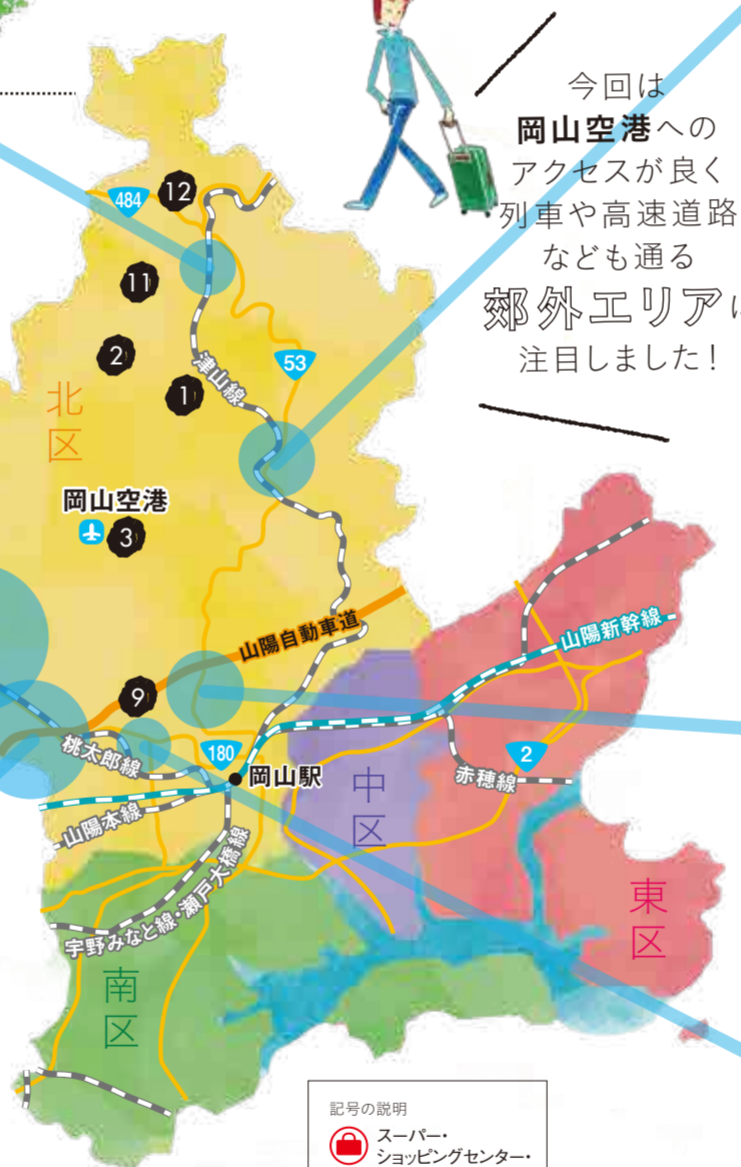 今回は
岡山空港への
アクセスが良く
列車や高速道路
なども通る
郊外エリアに
注目しました！
484
12
11
2
1
津山線
53
北区
岡山空港
3
山陽自動車道
山陽新幹線
9
桃太郎線
180
岡山駅
2
赤穂線
中区
山陽本線
東区
宇野みなと線・瀬戸大橋線
南区
記号の説明
スーパー・
ショッピングセンター・